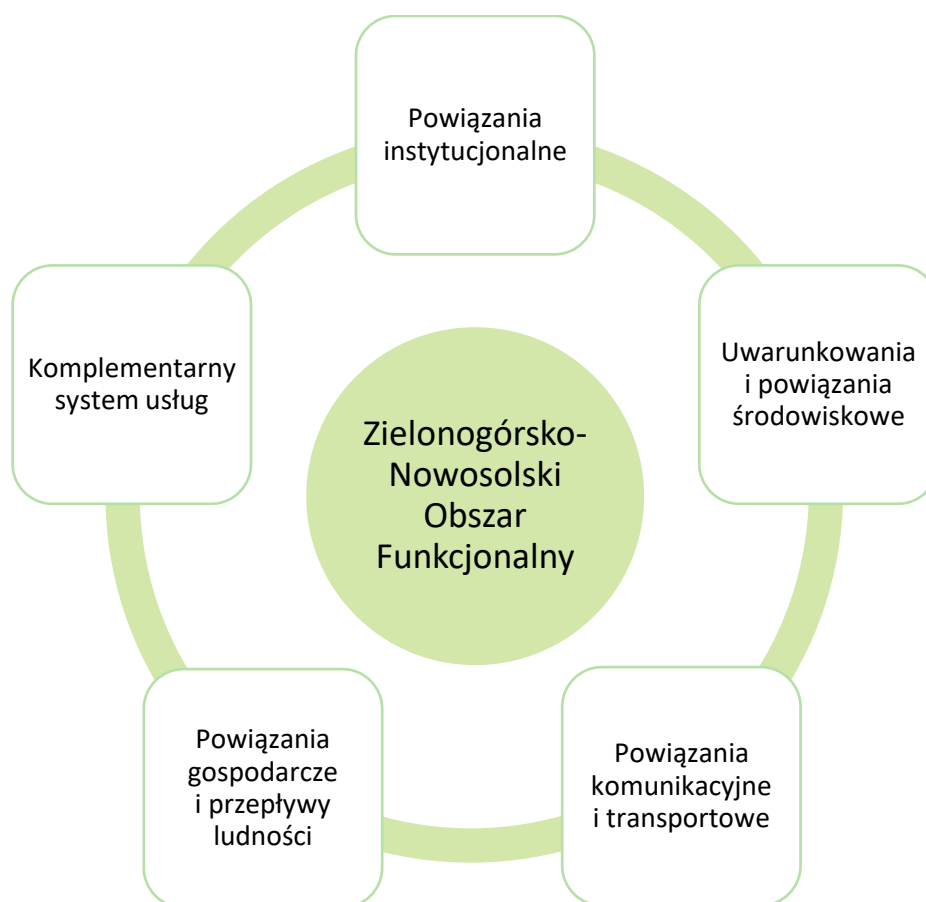 Powiązania
instytucjonalne
Komplementarny
system usług
Uwarunkowania
i powiązania
środowiskowe
Zielonogórsko-
Nowosolski
Obszar
Funkcjonalny
Powiązania
gospodarcze
i przepływy
ludności
Powiązania
komunikacyjne
i transportowe